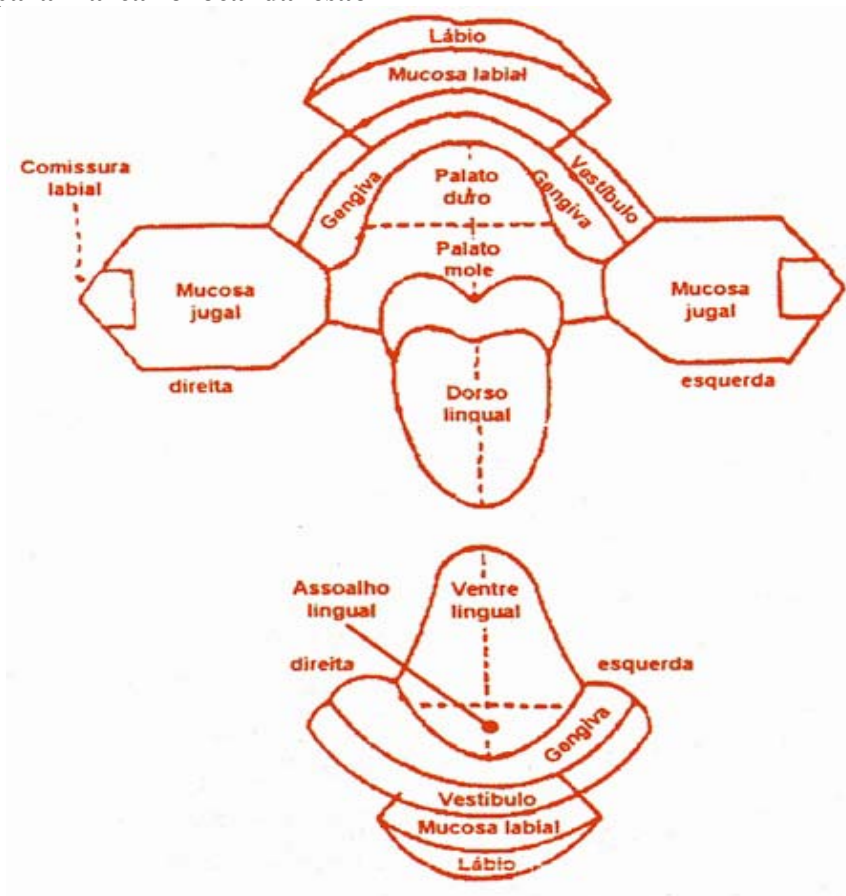 Lábio
Mucosa labial
Comissura
labial
Gengiva
Palato
duro
Gengiva
Vestíbulo
Palato
mole
Mucosa
jugal
Mucosa
jugal
direita
esquerda
Dorso
lingual
Assoalho
lingual
Ventre
lingual
direita
esquerda
Gengiva
Vestíbulo
Mucosa labial
Lábio